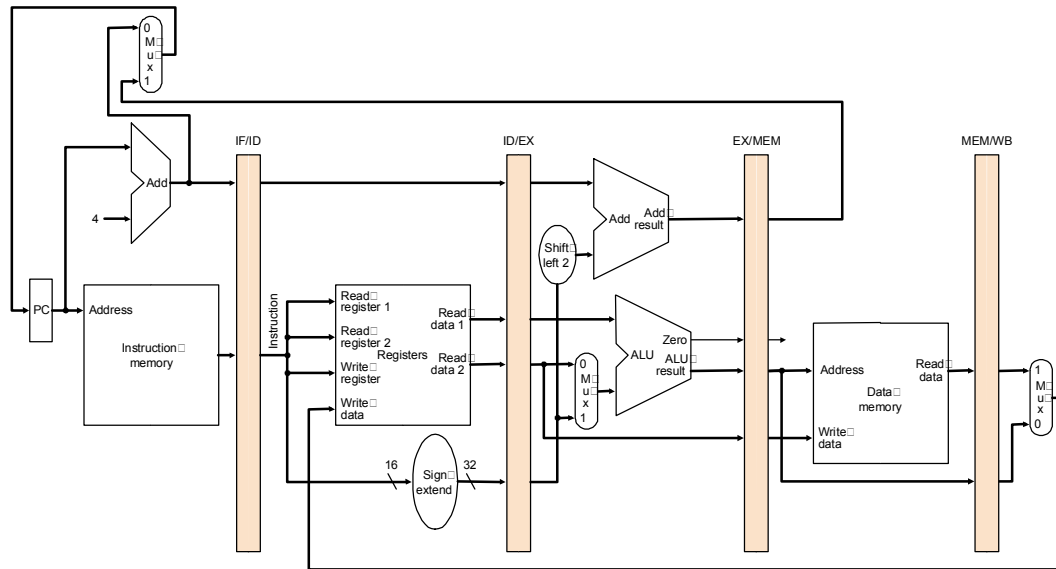 0
M
u
x
1
IF/ID
ID/EX
EX/MEM
MEM/WB
Add
4
Add
Add
result
Shift
left 2
PC
Address
Instruction
memory
Instruction
Read
register 1
Read
register 2
Write
register
Write
data
Registers
Read
data 1
Read
data 2
0
M
u
x
1
ALU
Zero
ALU
result
Address
Write
data
Data
memory
Read
data
1
M
u
x
0
16
Sign
extend
32